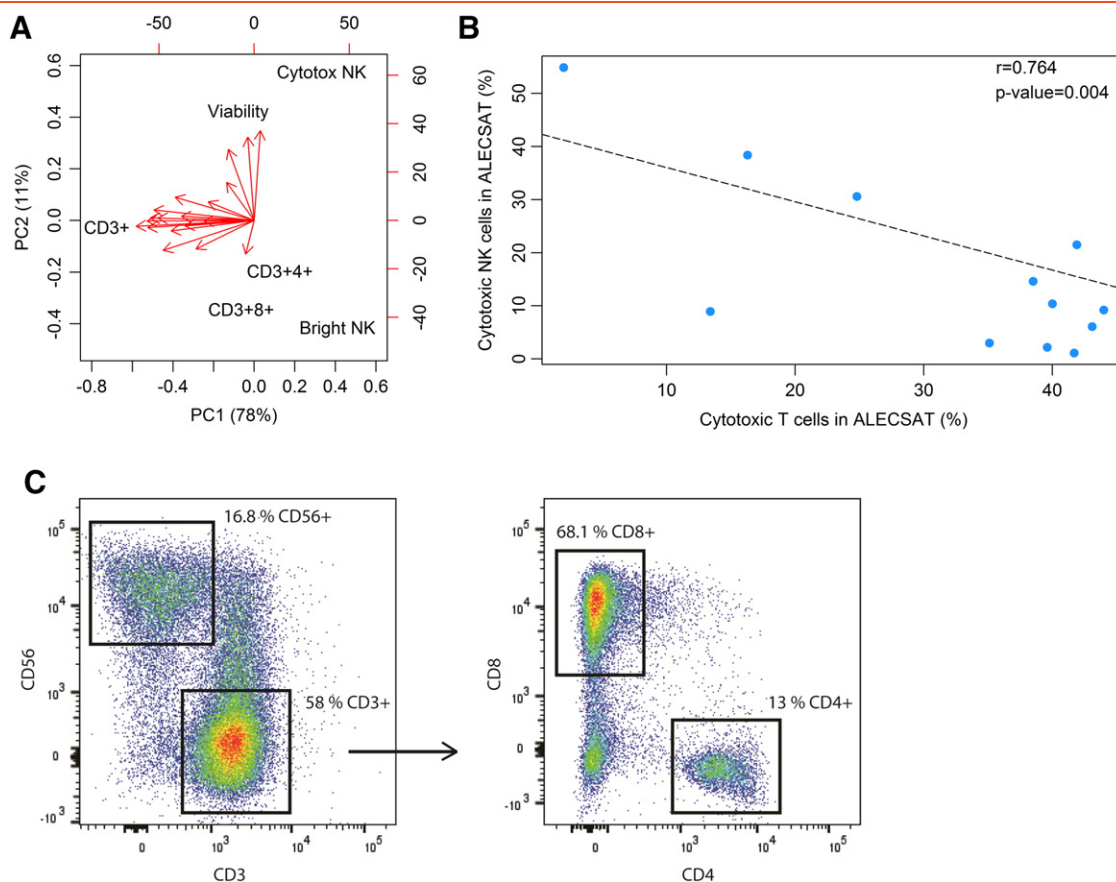 A
-50 0 50
0.6
0.4
0.2
0.0
-0.2
-0.4
PC2 (11%)
Cytotox NK
Viability
CD3+
CD3+4+
CD3+8+
Bright NK
60
40
20
0
-20
-40
-0.8 -0.4 0.0 0.2 0.4 0.6
PC1 (78%)
B
r=0.764
p-value=0.004
50
40
30
20
10
0
Cytotoxic NK cells in ALECSAT (%)
10 20 30 40
Cytotoxic T cells in ALECSAT (%)
C
16.8 % CD56+
58 % CD3+
10^5
10^4
10^3
0
-10^3
CD56
0 10^3 10^4 10^5
CD3
68.1 % CD8+
13 % CD4+
10^5
10^4
10^3
0
-10^3
CD8
0 10^3 10^4 10^5
CD4